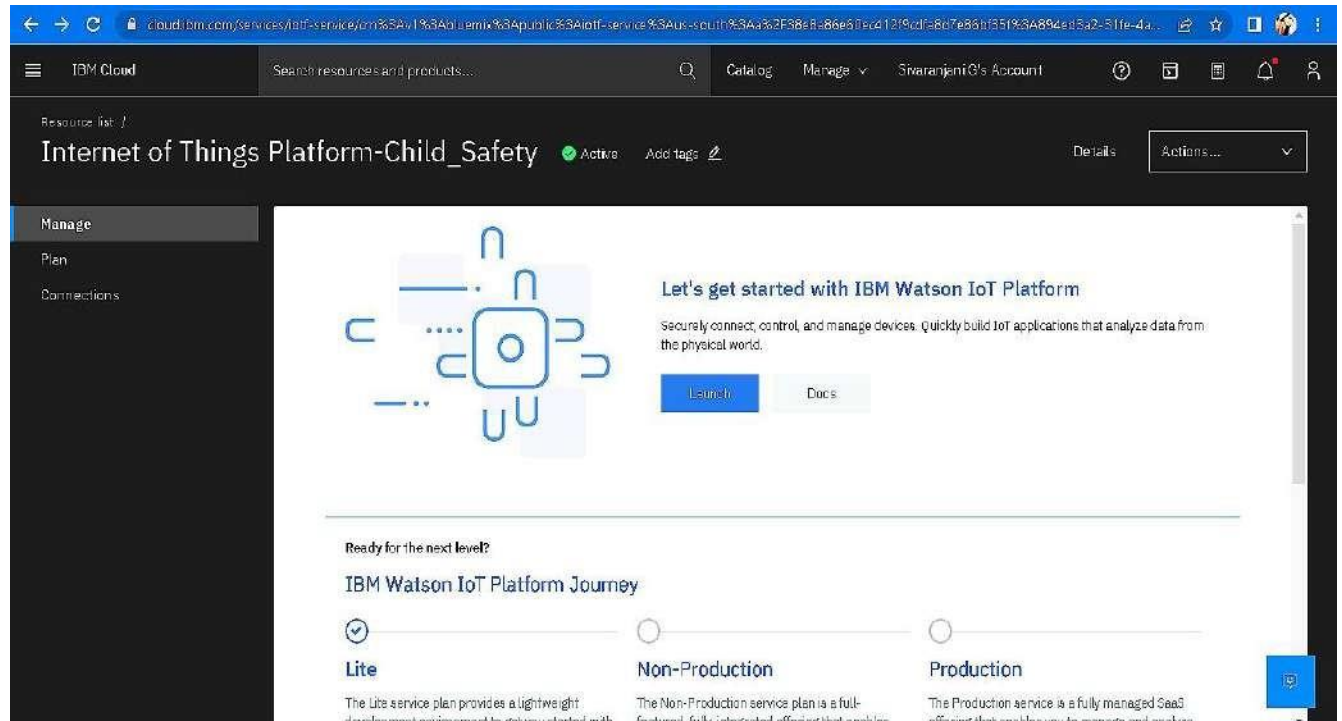 IBM Cloud
Search resources and products...
Catalog
Manage
Sivaranjani G's Account
Resource list /
Internet of Things Platform-Child_Safety
Active
Add tags
Details
Actions...
Manage
Plan
Connections
Let's get started with IBM Watson IoT Platform
Securely connect, control, and manage devices. Quickly build IoT applications that analyze data from
the physical world.
Launch
Docs
Ready for the next level?
IBM Watson IoT Platform Journey
Lite
Non-Production
Production
The Lite service plan provides a lightweight
The Non-Production service plan is a full-
The Production service is a fully managed SaaS